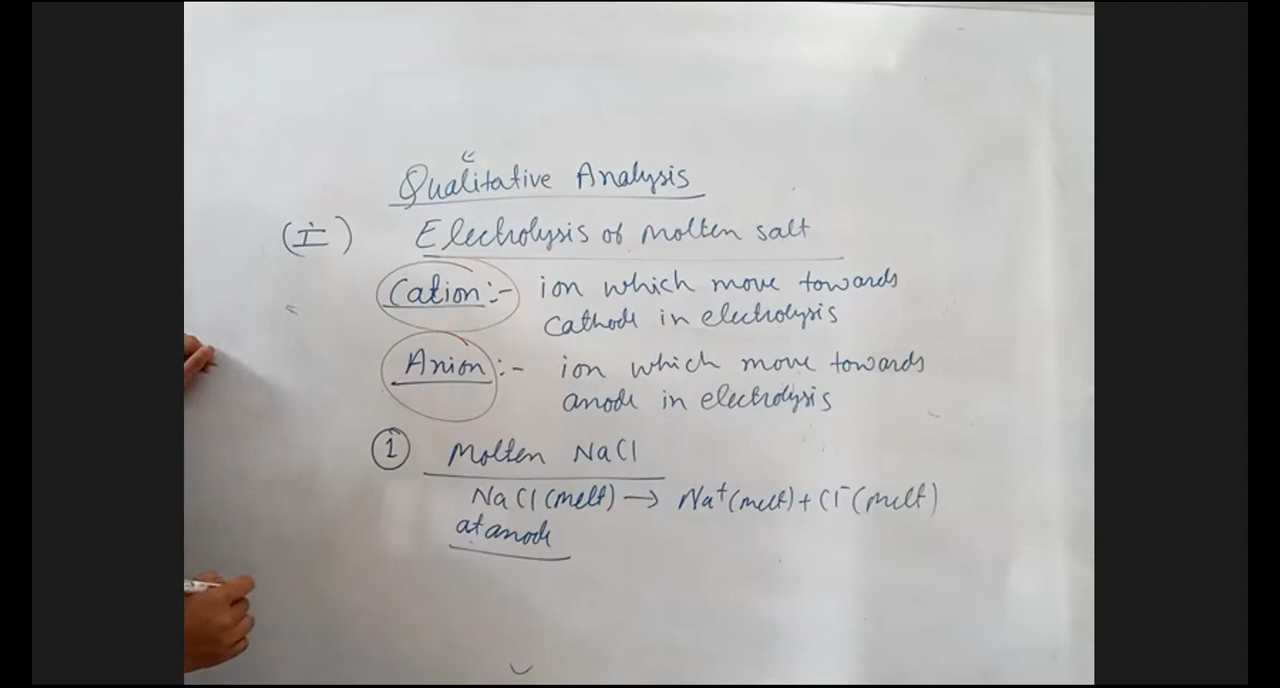 Qualitative Analysis
(I) Electrolysis of molten salt
Cation :- ion which move towards
cathode in electrolysis
Anion :- ion which move towards
anode in electrolysis
① Molten NaCl
NaCl (melt) → Na⁺ (melt) + Cl⁻ (melt)
at anode